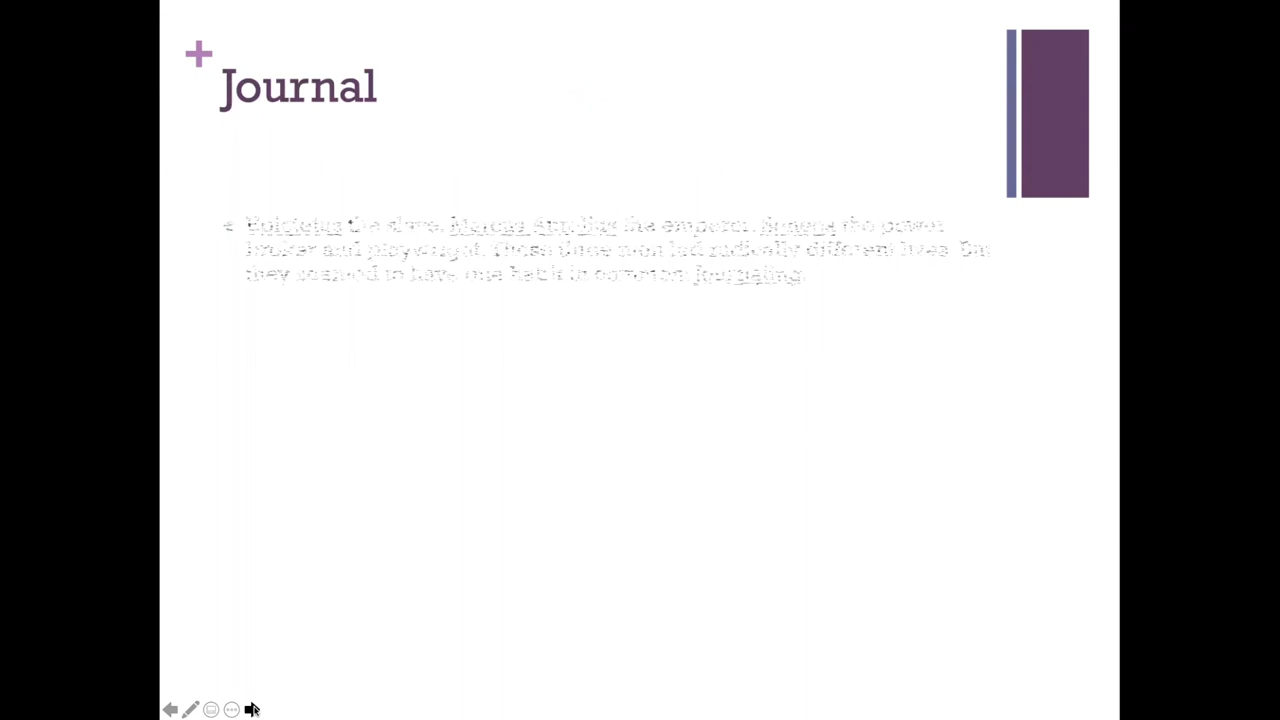 +
Journal
Epictetus the slave. Marcus Aurelius the emperor. Seneca the power
broker and playwright. These three men led radically different lives. But
they seemed to have one habit in common: Journaling.